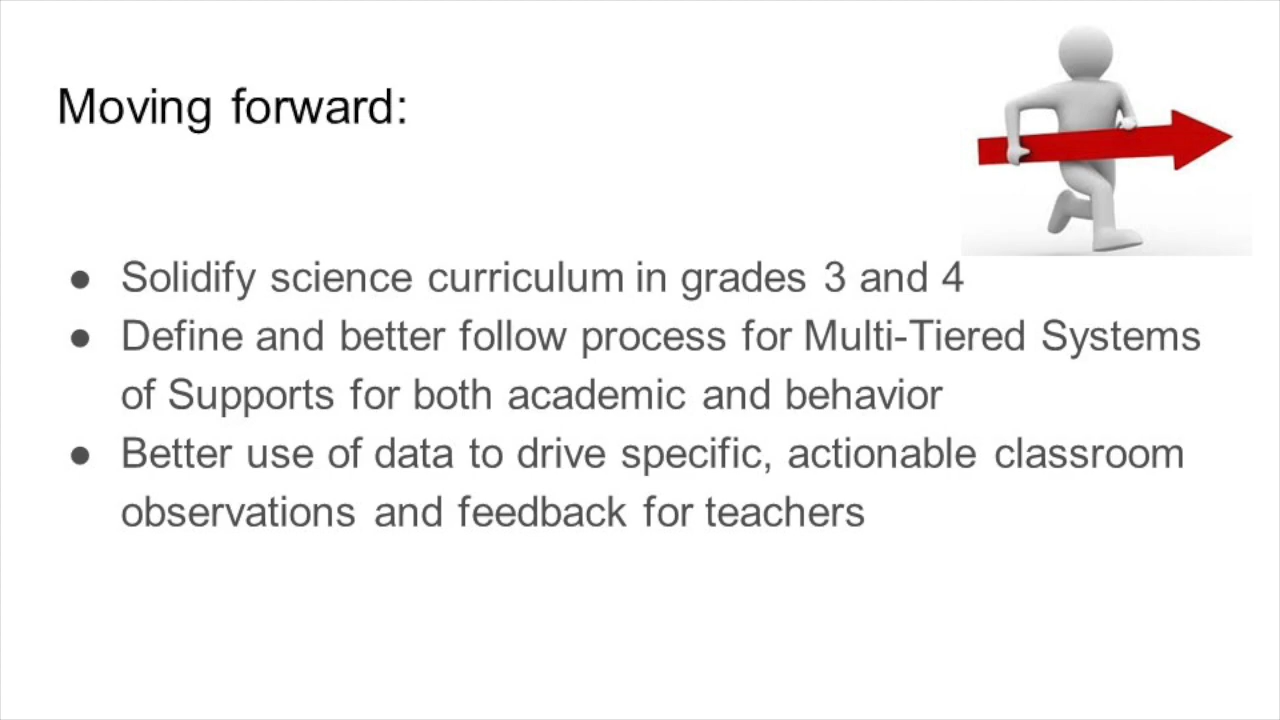 Moving forward:
● Solidify science curriculum in grades 3 and 4
● Define and better follow process for Multi-Tiered Systems
of Supports for both academic and behavior
● Better use of data to drive specific, actionable classroom
observations and feedback for teachers